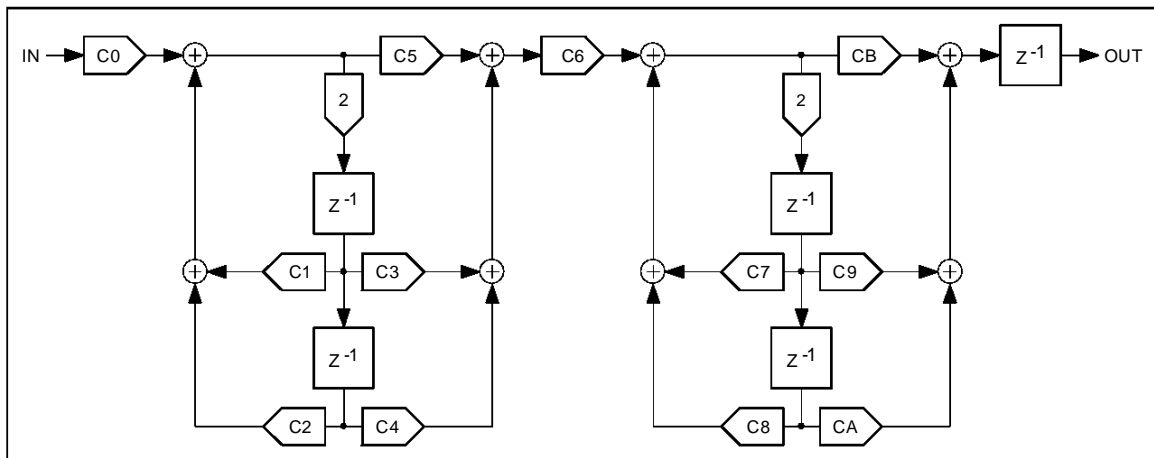 IN C0 C5 C6 CB Z-1 OUT
2 2
Z-1 Z-1
C1 C3 C7 C9
Z-1 Z-1
C2 C4 C8 CA